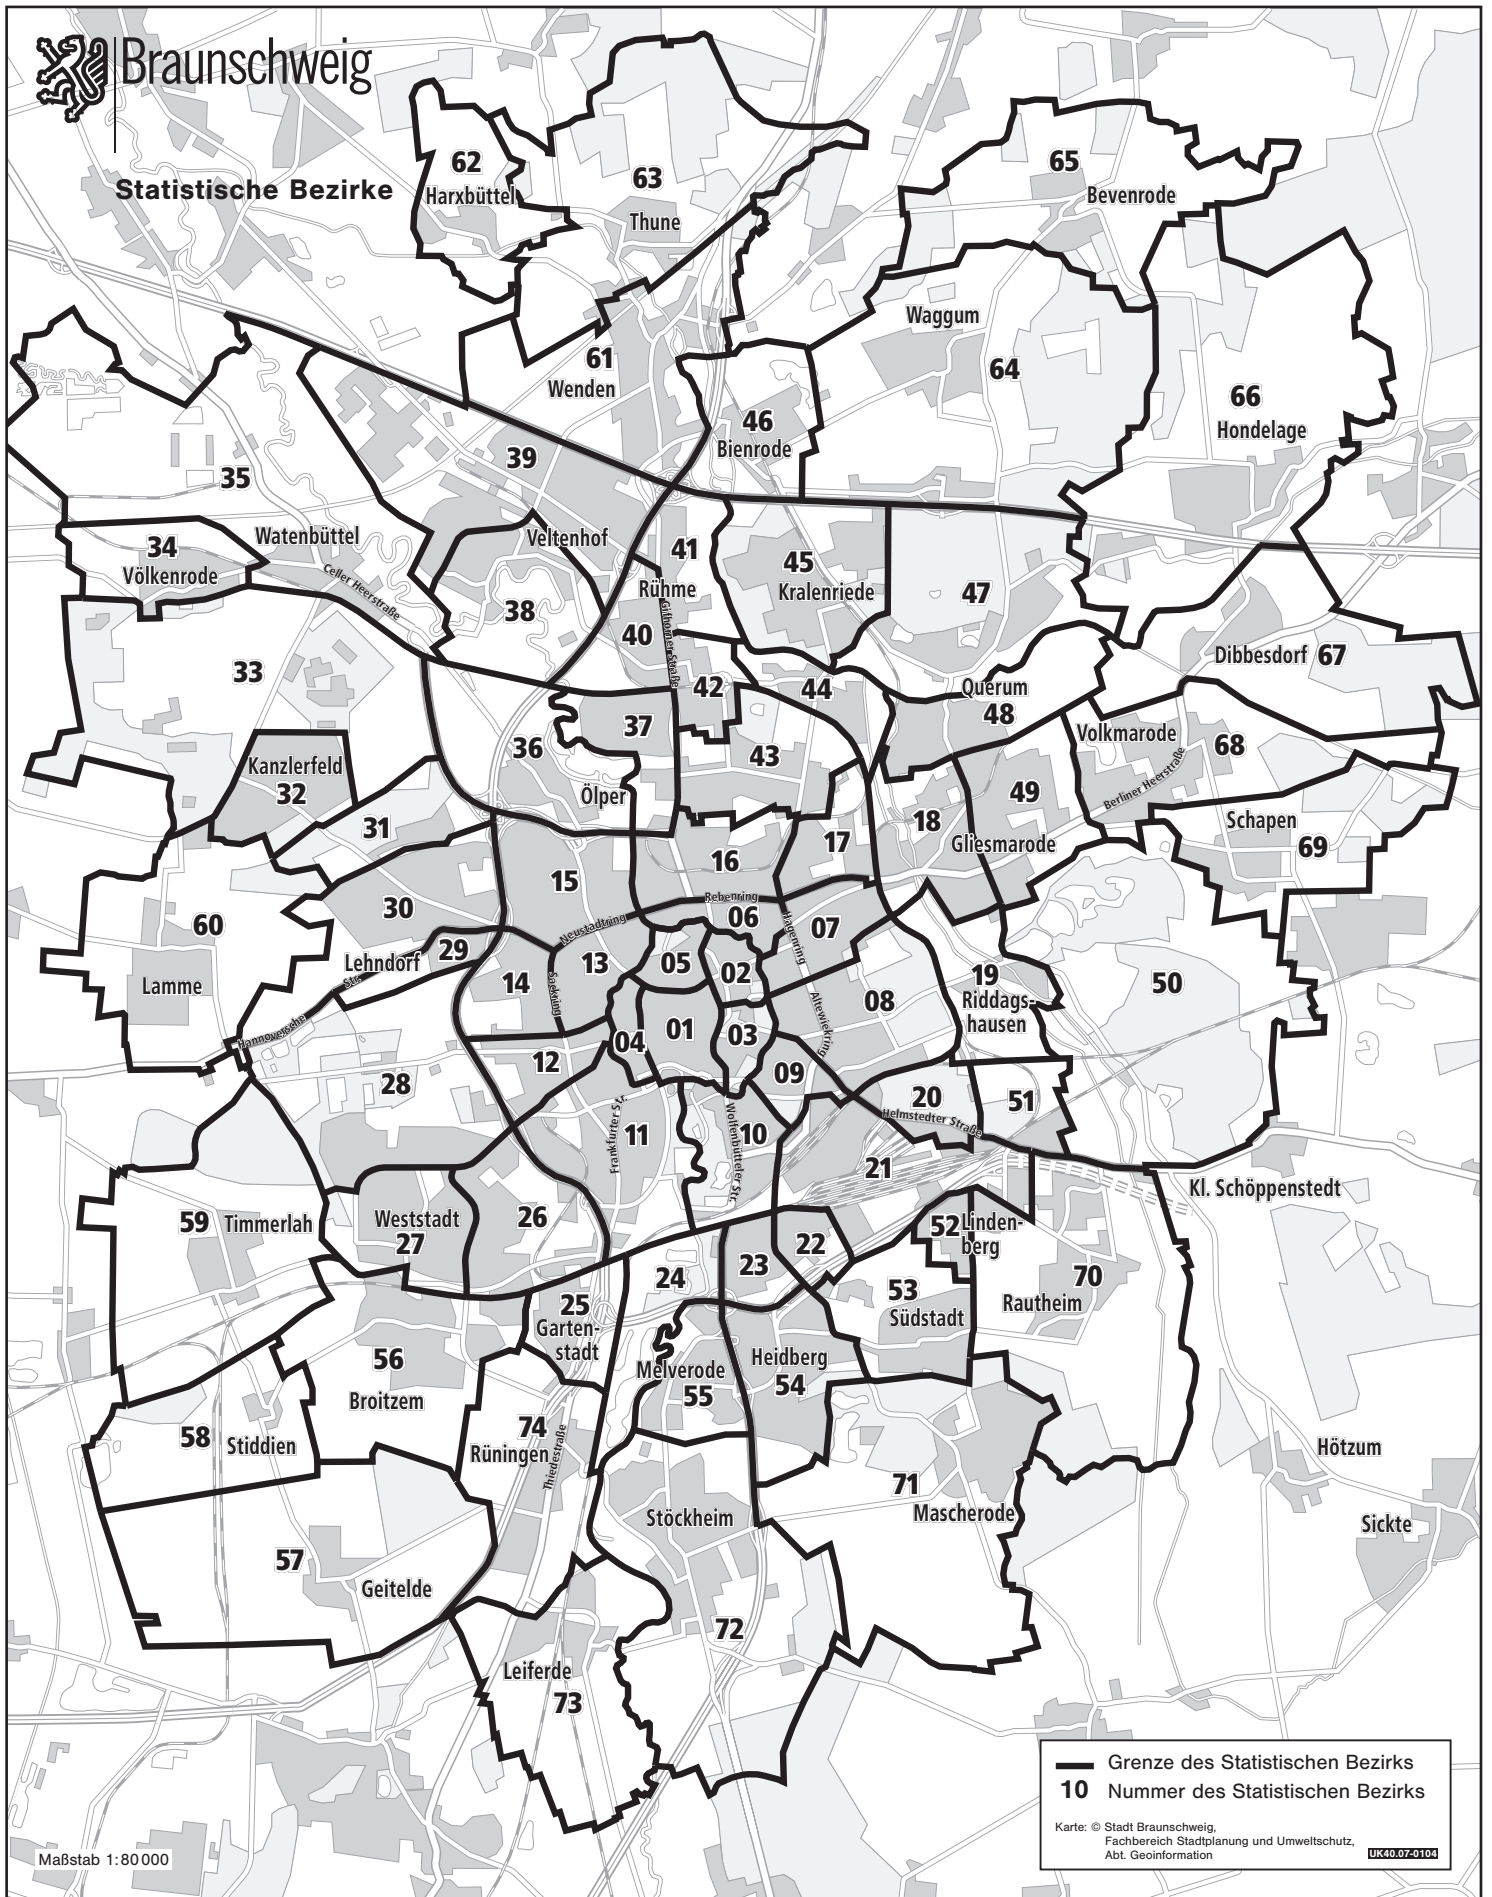 Braunschweig
Statistische Bezirke
62
Harxbüttel
63
Thune
65
Bevenrode
Waggum
64
61
Wenden
66
Hondelage
46
Bienrode
39
35
Veltenhof
Watenbüttel
34
Völkenrode
Celler Heerstraße
41
Rühme
45
Kralenriede
47
38
40
Gifhorner Straße
33
Dibbesdorf 67
42
44
Querum
48
37
36
43
Volkmarode
68
Kanzlerfeld
32
Ölper
Berliner Heerstraße
49
31
18
Gliesmarode
Schapen
69
17
16
15
Rebenring
30
06
Hagenring
07
Neustadtring
60
Lehndorf
29
13
05
02
14
Sackring
Lamme
Hannoversche
Str.
19
Riddags-
hausen
50
08
Altewiekring
01
03
04
12
09
28
20
51
Helmstedter Straße
11
Frankfurter Str.
10
Wolfenbütteler Str.
21
Kl. Schöppenstedt
59 Timmerlah
Weststadt
27
26
52 Linden-
berg
22
23
24
70
Rautheim
53
Südstadt
25
Garten-
stadt
56
Broitzem
Melverode
55
Heidberg
54
58
Stiddien
74
Rüningen
Thiedestraße
Hötzum
71
Mascherode
Stöckheim
Sickte
57
Geitelde
72
Leiferde
73
Grenze des Statistischen Bezirks
10 Nummer des Statistischen Bezirks
Karte: © Stadt Braunschweig,
Fachbereich Stadtplanung und Umweltschutz,
Abt. Geoinformation
UK40.07-0104
Maßstab 1:80 000